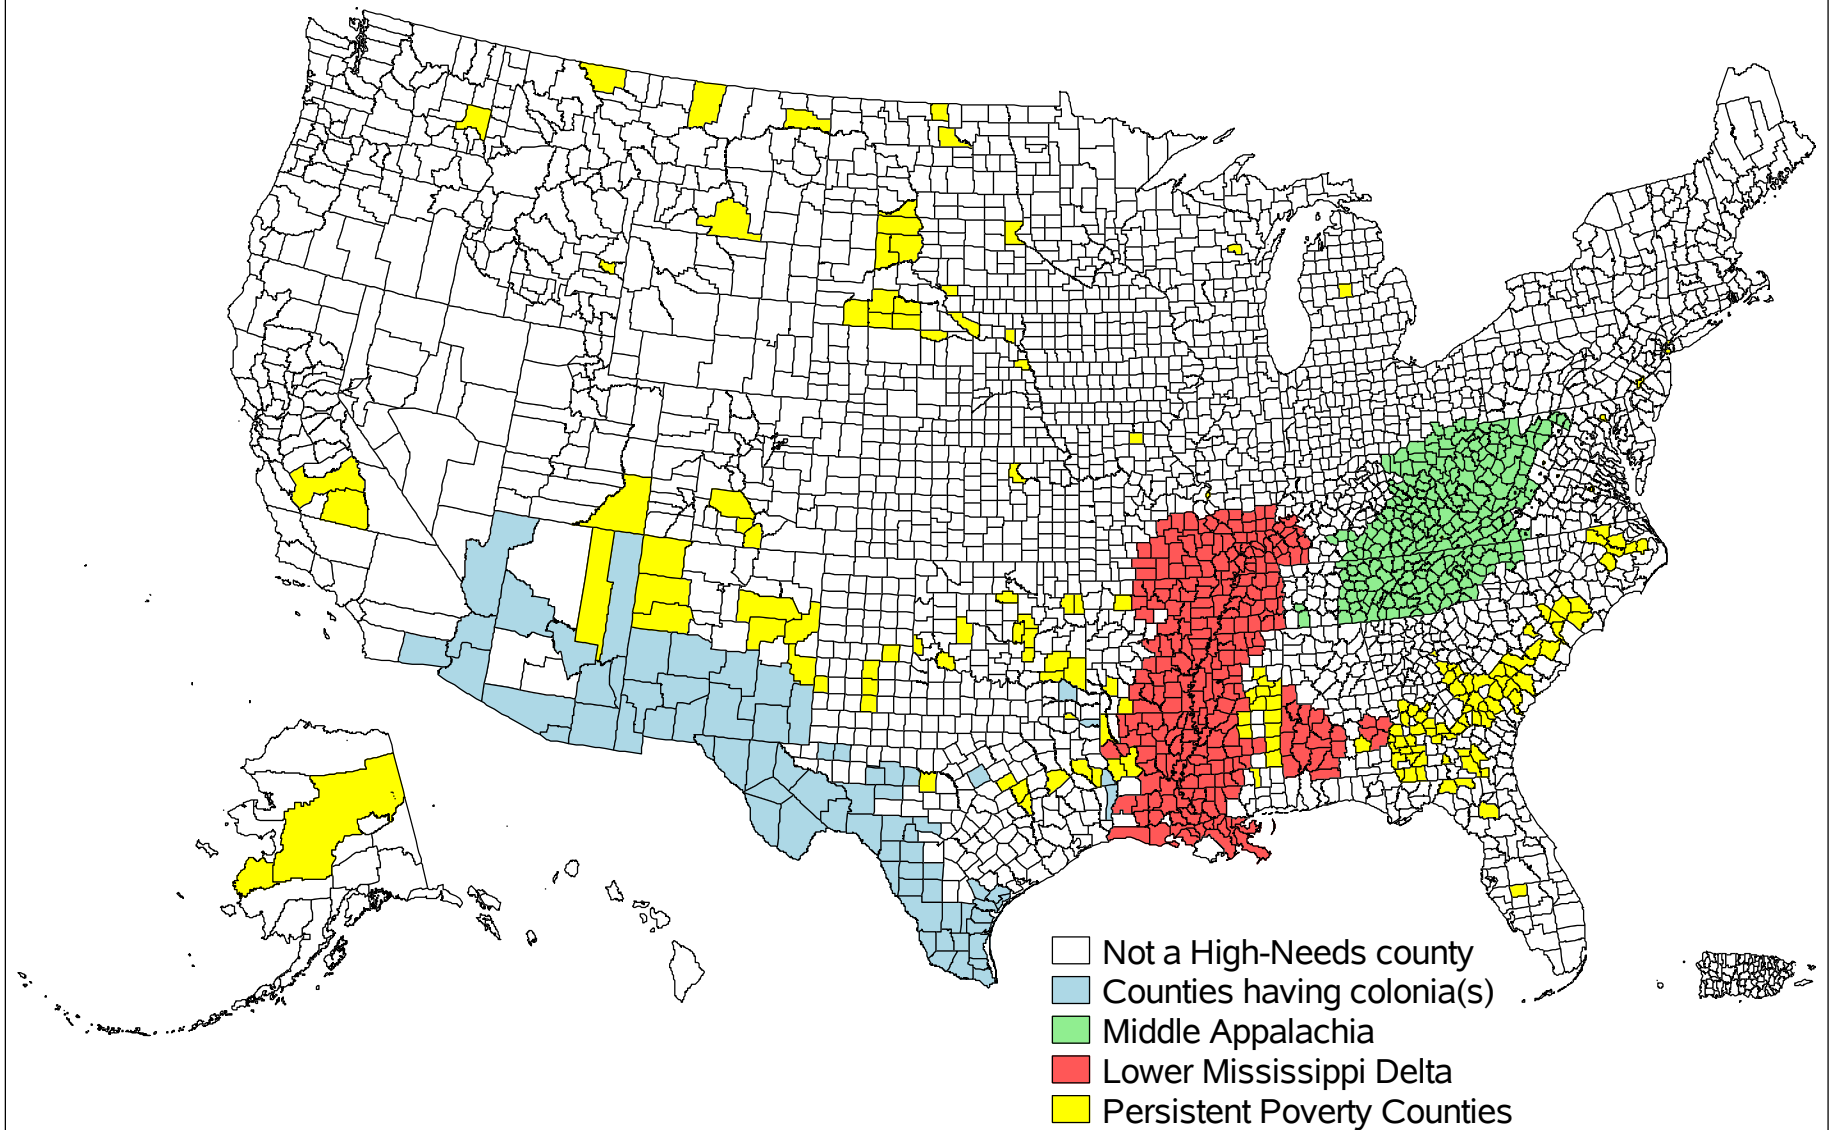 Not a High-Needs county
Counties having colonia(s)
Middle Appalachia
Lower Mississippi Delta
Persistent Poverty Counties